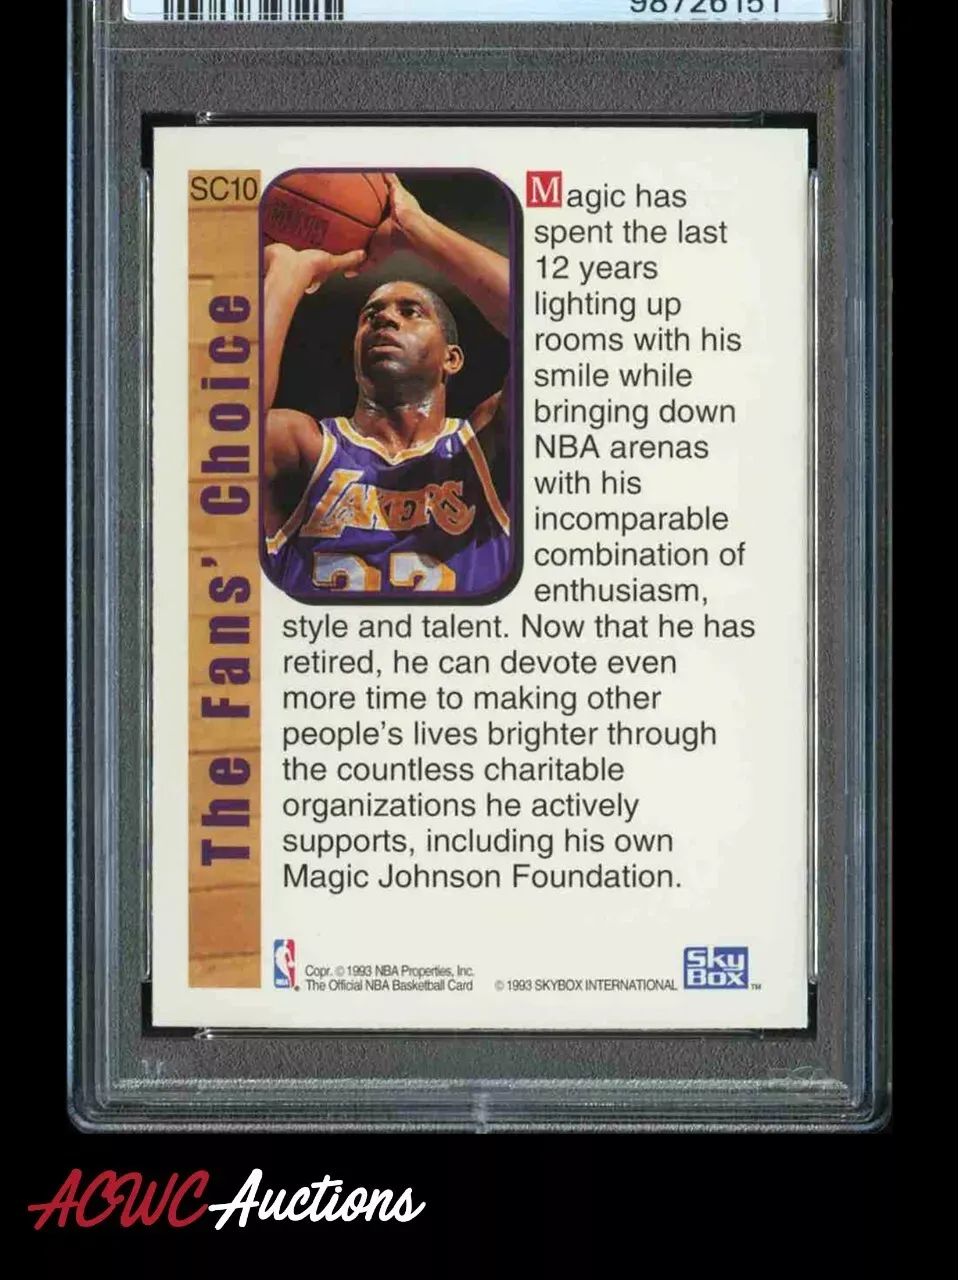 98726151
SC10
The Fans' Choice
LAKERS
32
Magic has
spent the last
12 years
lighting up
rooms with his
smile while
bringing down
NBA arenas
with his
incomparable
combination of
enthusiasm,
style and talent. Now that he has
retired, he can devote even
more time to making other
people's lives brighter through
the countless charitable
organizations he actively
supports, including his own
Magic Johnson Foundation.
NBA
Copr. © 1993 NBA Properties, Inc.
The Official NBA Basketball Card
© 1993 SKYBOX INTERNATIONAL
Sky
Box ™
ACWC Auctions